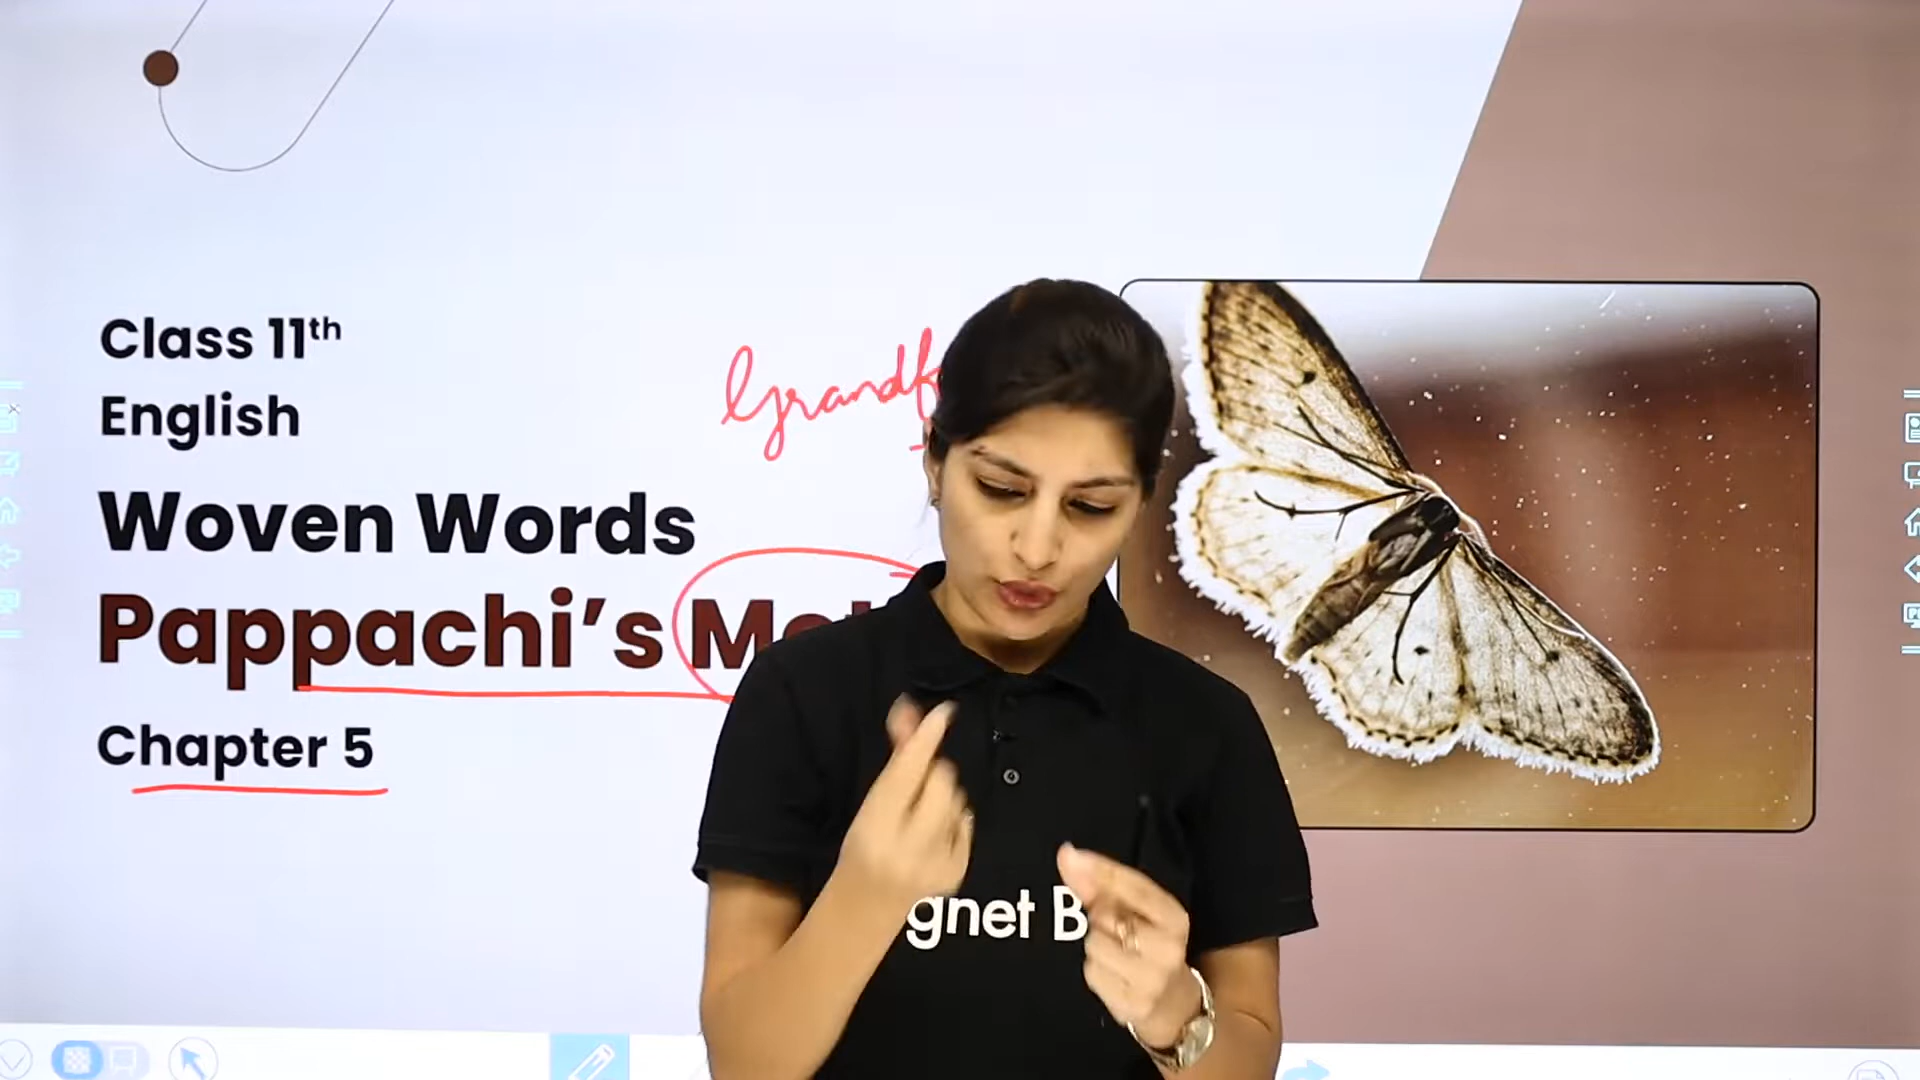 Class 11th
English
Woven Words
Pappachi's
Chapter 5
gnet B